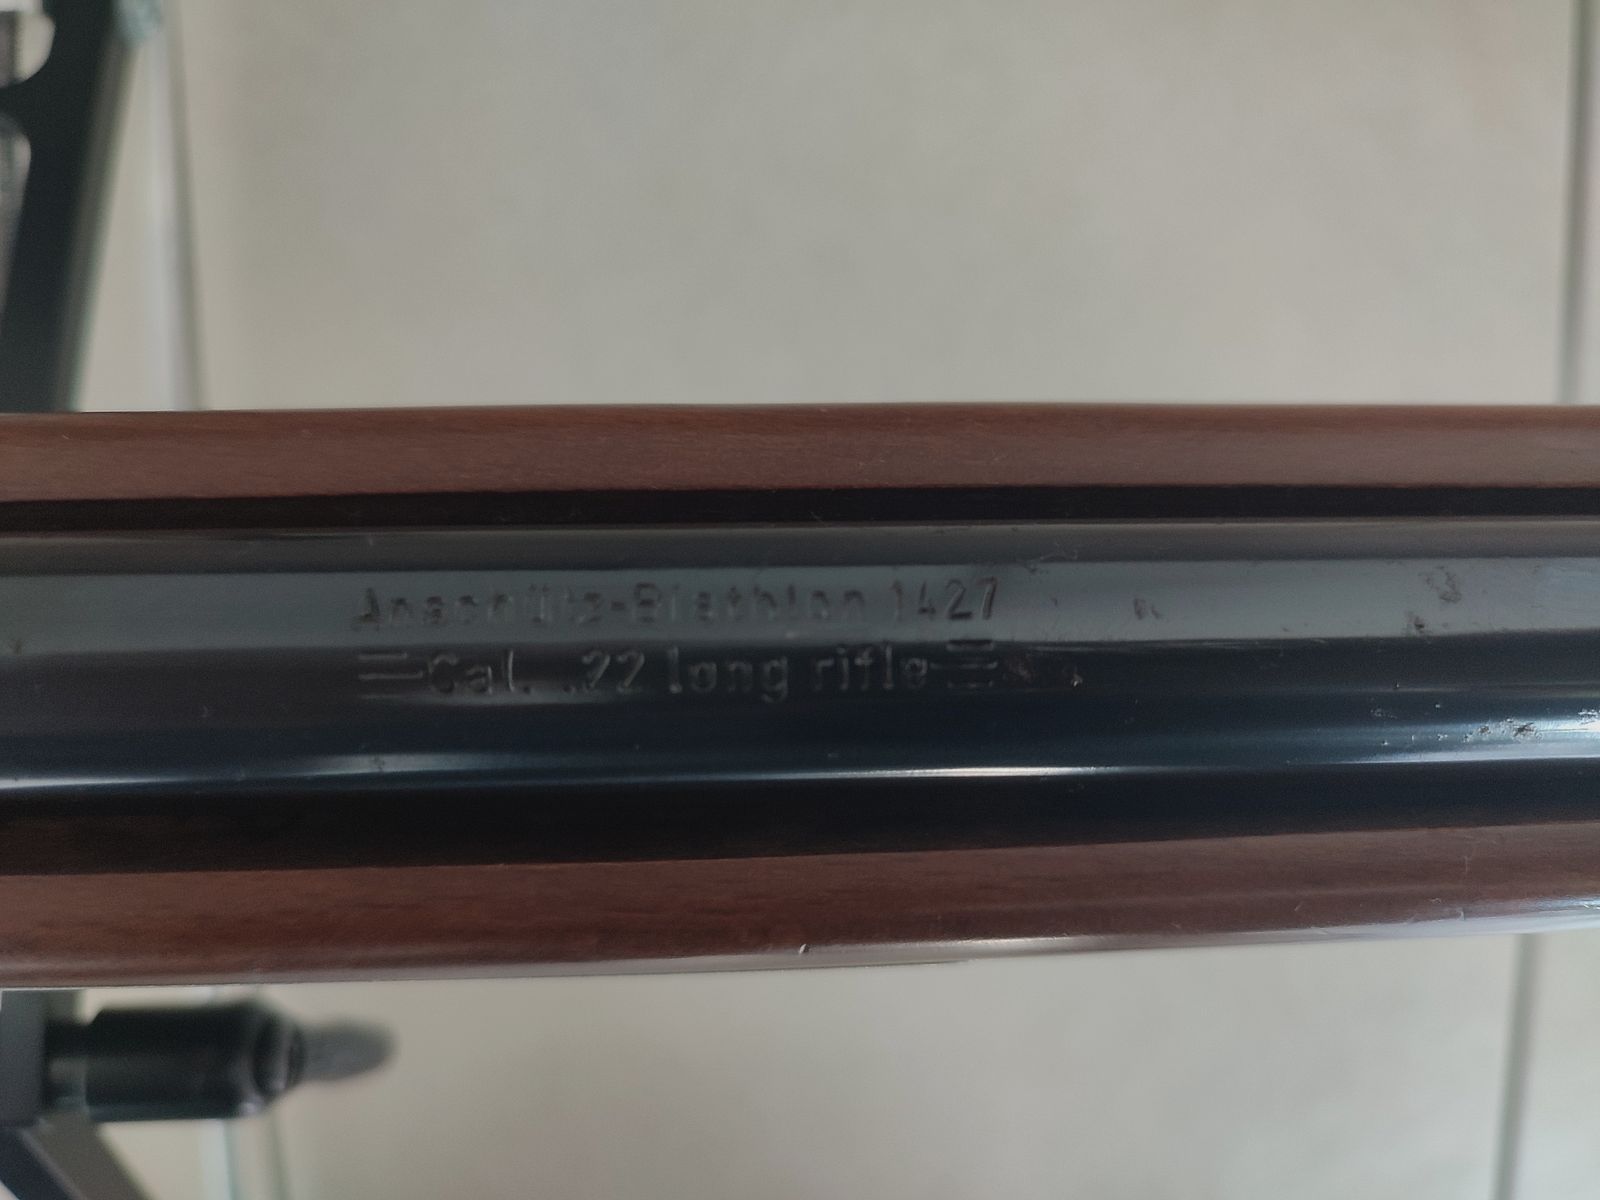 Anschütz-Biathlon 1427
=Cal. .22 long rifle=